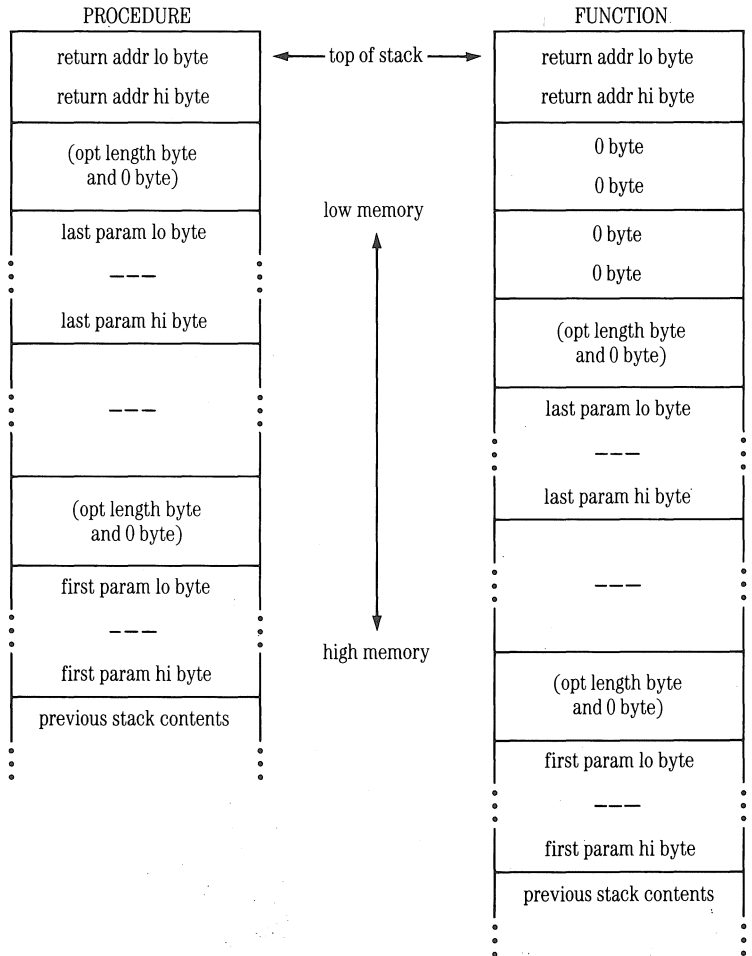 PROCEDURE
return addr lo byte
return addr hi byte
(opt length byte
and 0 byte)
last param lo byte
———
last param hi byte
———
(opt length byte
and 0 byte)
first param lo byte
———
first param hi byte
previous stack contents
top of stack
low memory
high memory
FUNCTION
return addr lo byte
return addr hi byte
0 byte
0 byte
0 byte
0 byte
(opt length byte
and 0 byte)
last param lo byte
———
last param hi byte
———
(opt length byte
and 0 byte)
first param lo byte
———
first param hi byte
previous stack contents